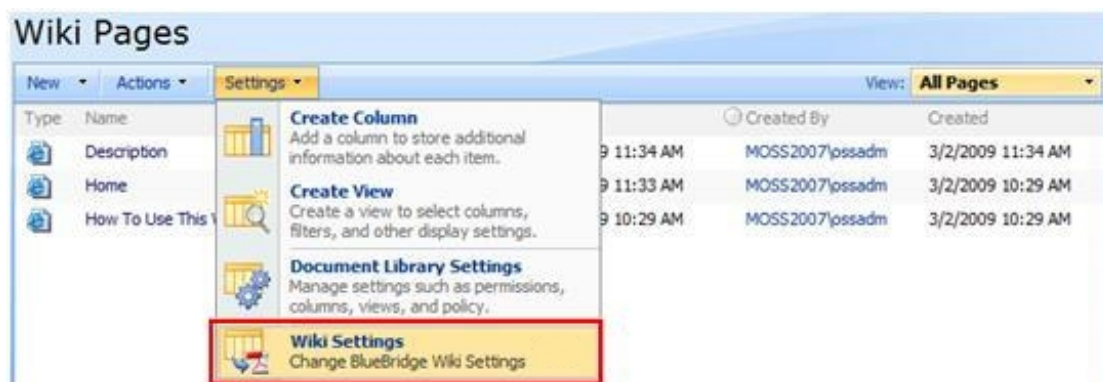 Wiki Pages
New Actions Settings View: All Pages
Type Name Created By Created
Create Column
Add a column to store additional
information about each item.
Description 9 11:34 AM MOSS2007\ossadm 3/2/2009 11:34 AM
Create View
Create a view to select columns,
filters, and other display settings.
Home 9 11:33 AM MOSS2007\ossadm 3/2/2009 10:29 AM
How To Use This 9 10:29 AM MOSS2007\ossadm 3/2/2009 10:29 AM
Document Library Settings
Manage settings such as permissions,
columns, views, and policy.
Wiki Settings
Change BlueBridge Wiki Settings